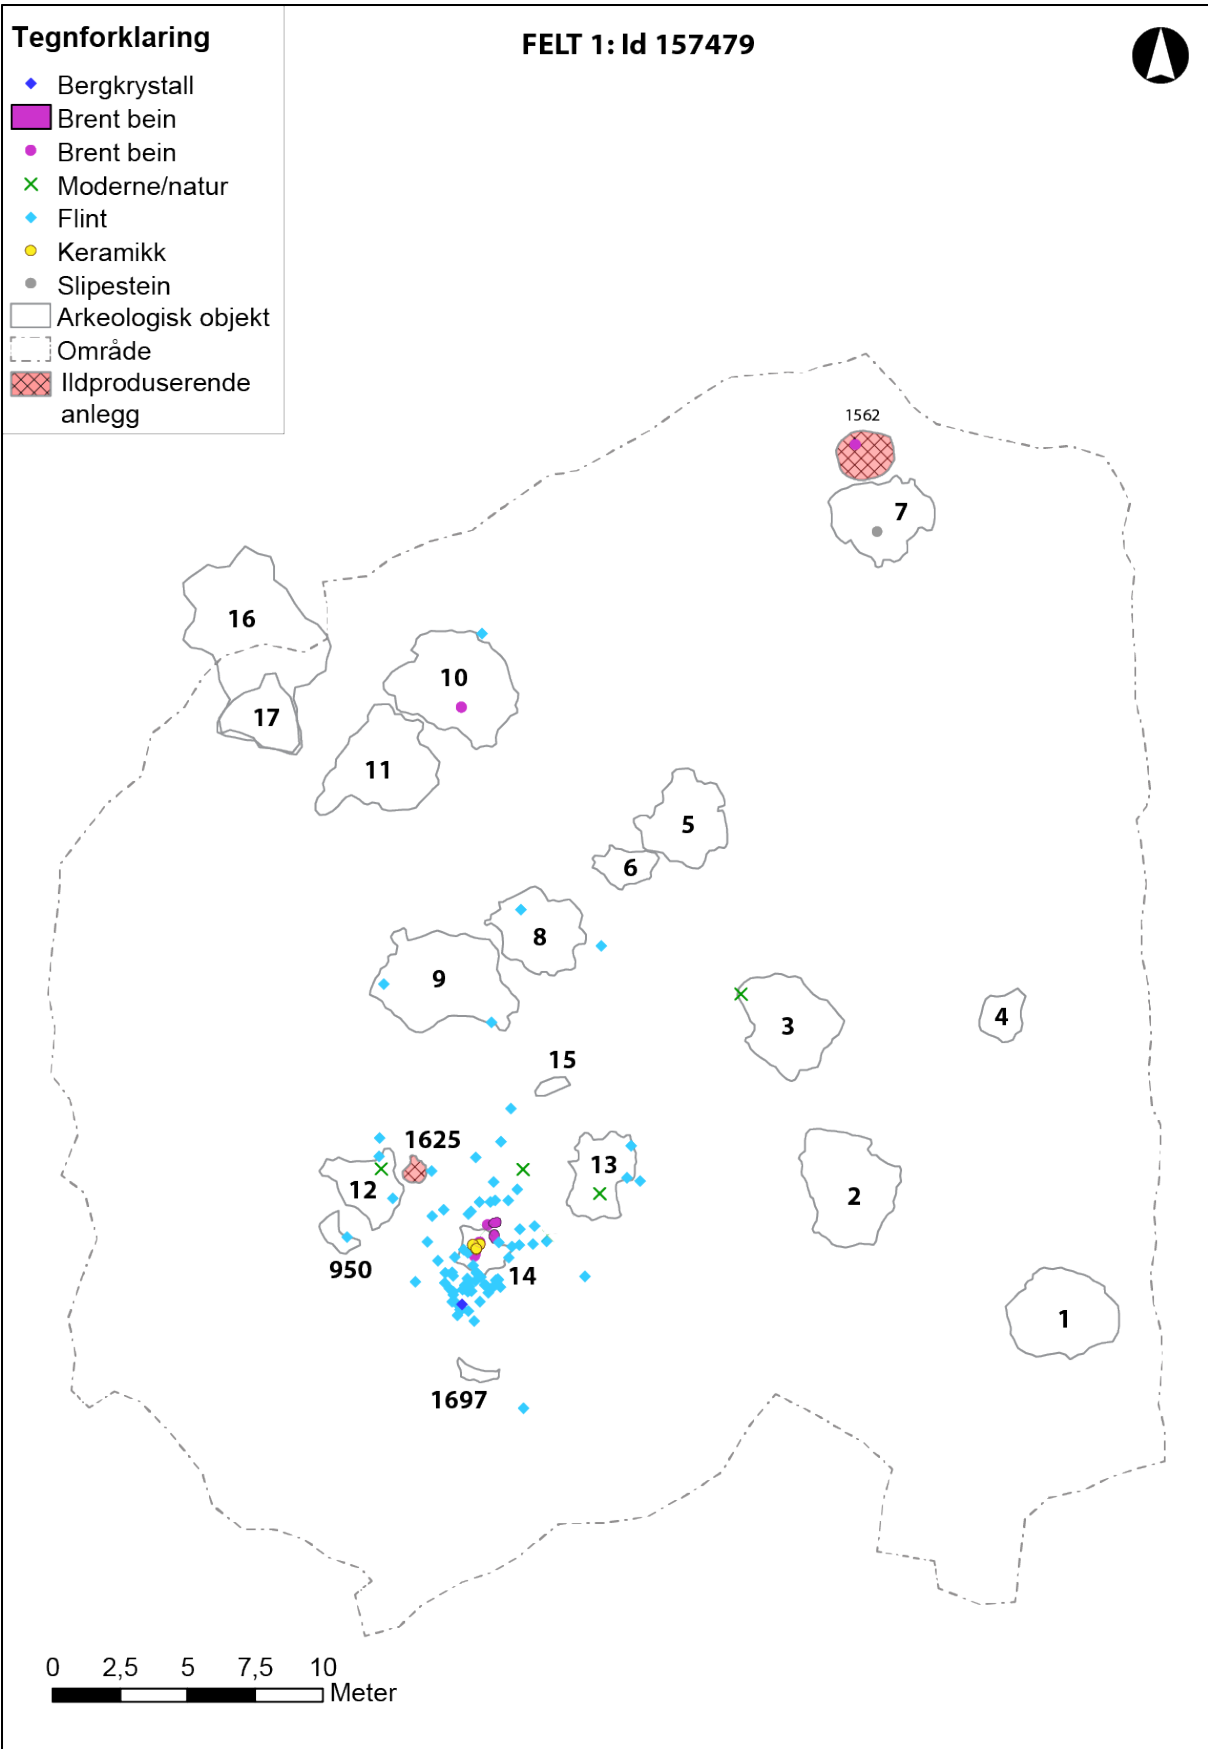 Tegnforklaring
Bergkrystall
Brent bein
Brent bein
Moderne/natur
Flint
Keramikk
Slipestein
Arkeologisk objekt
Område
Ildproduserende
anlegg
FELT 1: Id 157479
1562
7
16
10
17
11
5
6
8
9
3
4
15
1625
13
12
2
950
14
1
1697
0 2,5 5 7,5 10
Meter